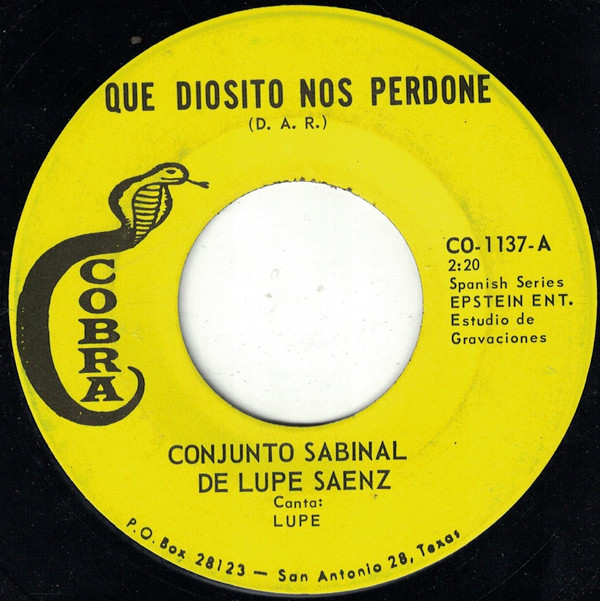 QUE DIOSITO NOS PERDONE
(D. A. R.)
COBRA
CO-1137-A
2:20
Spanish Series
EPSTEIN ENT.
Estudio de
Gravaciones
CONJUNTO SABINAL
DE LUPE SAENZ
Canta:
LUPE
P.O. Box 28123 — San Antonio 28, Texas